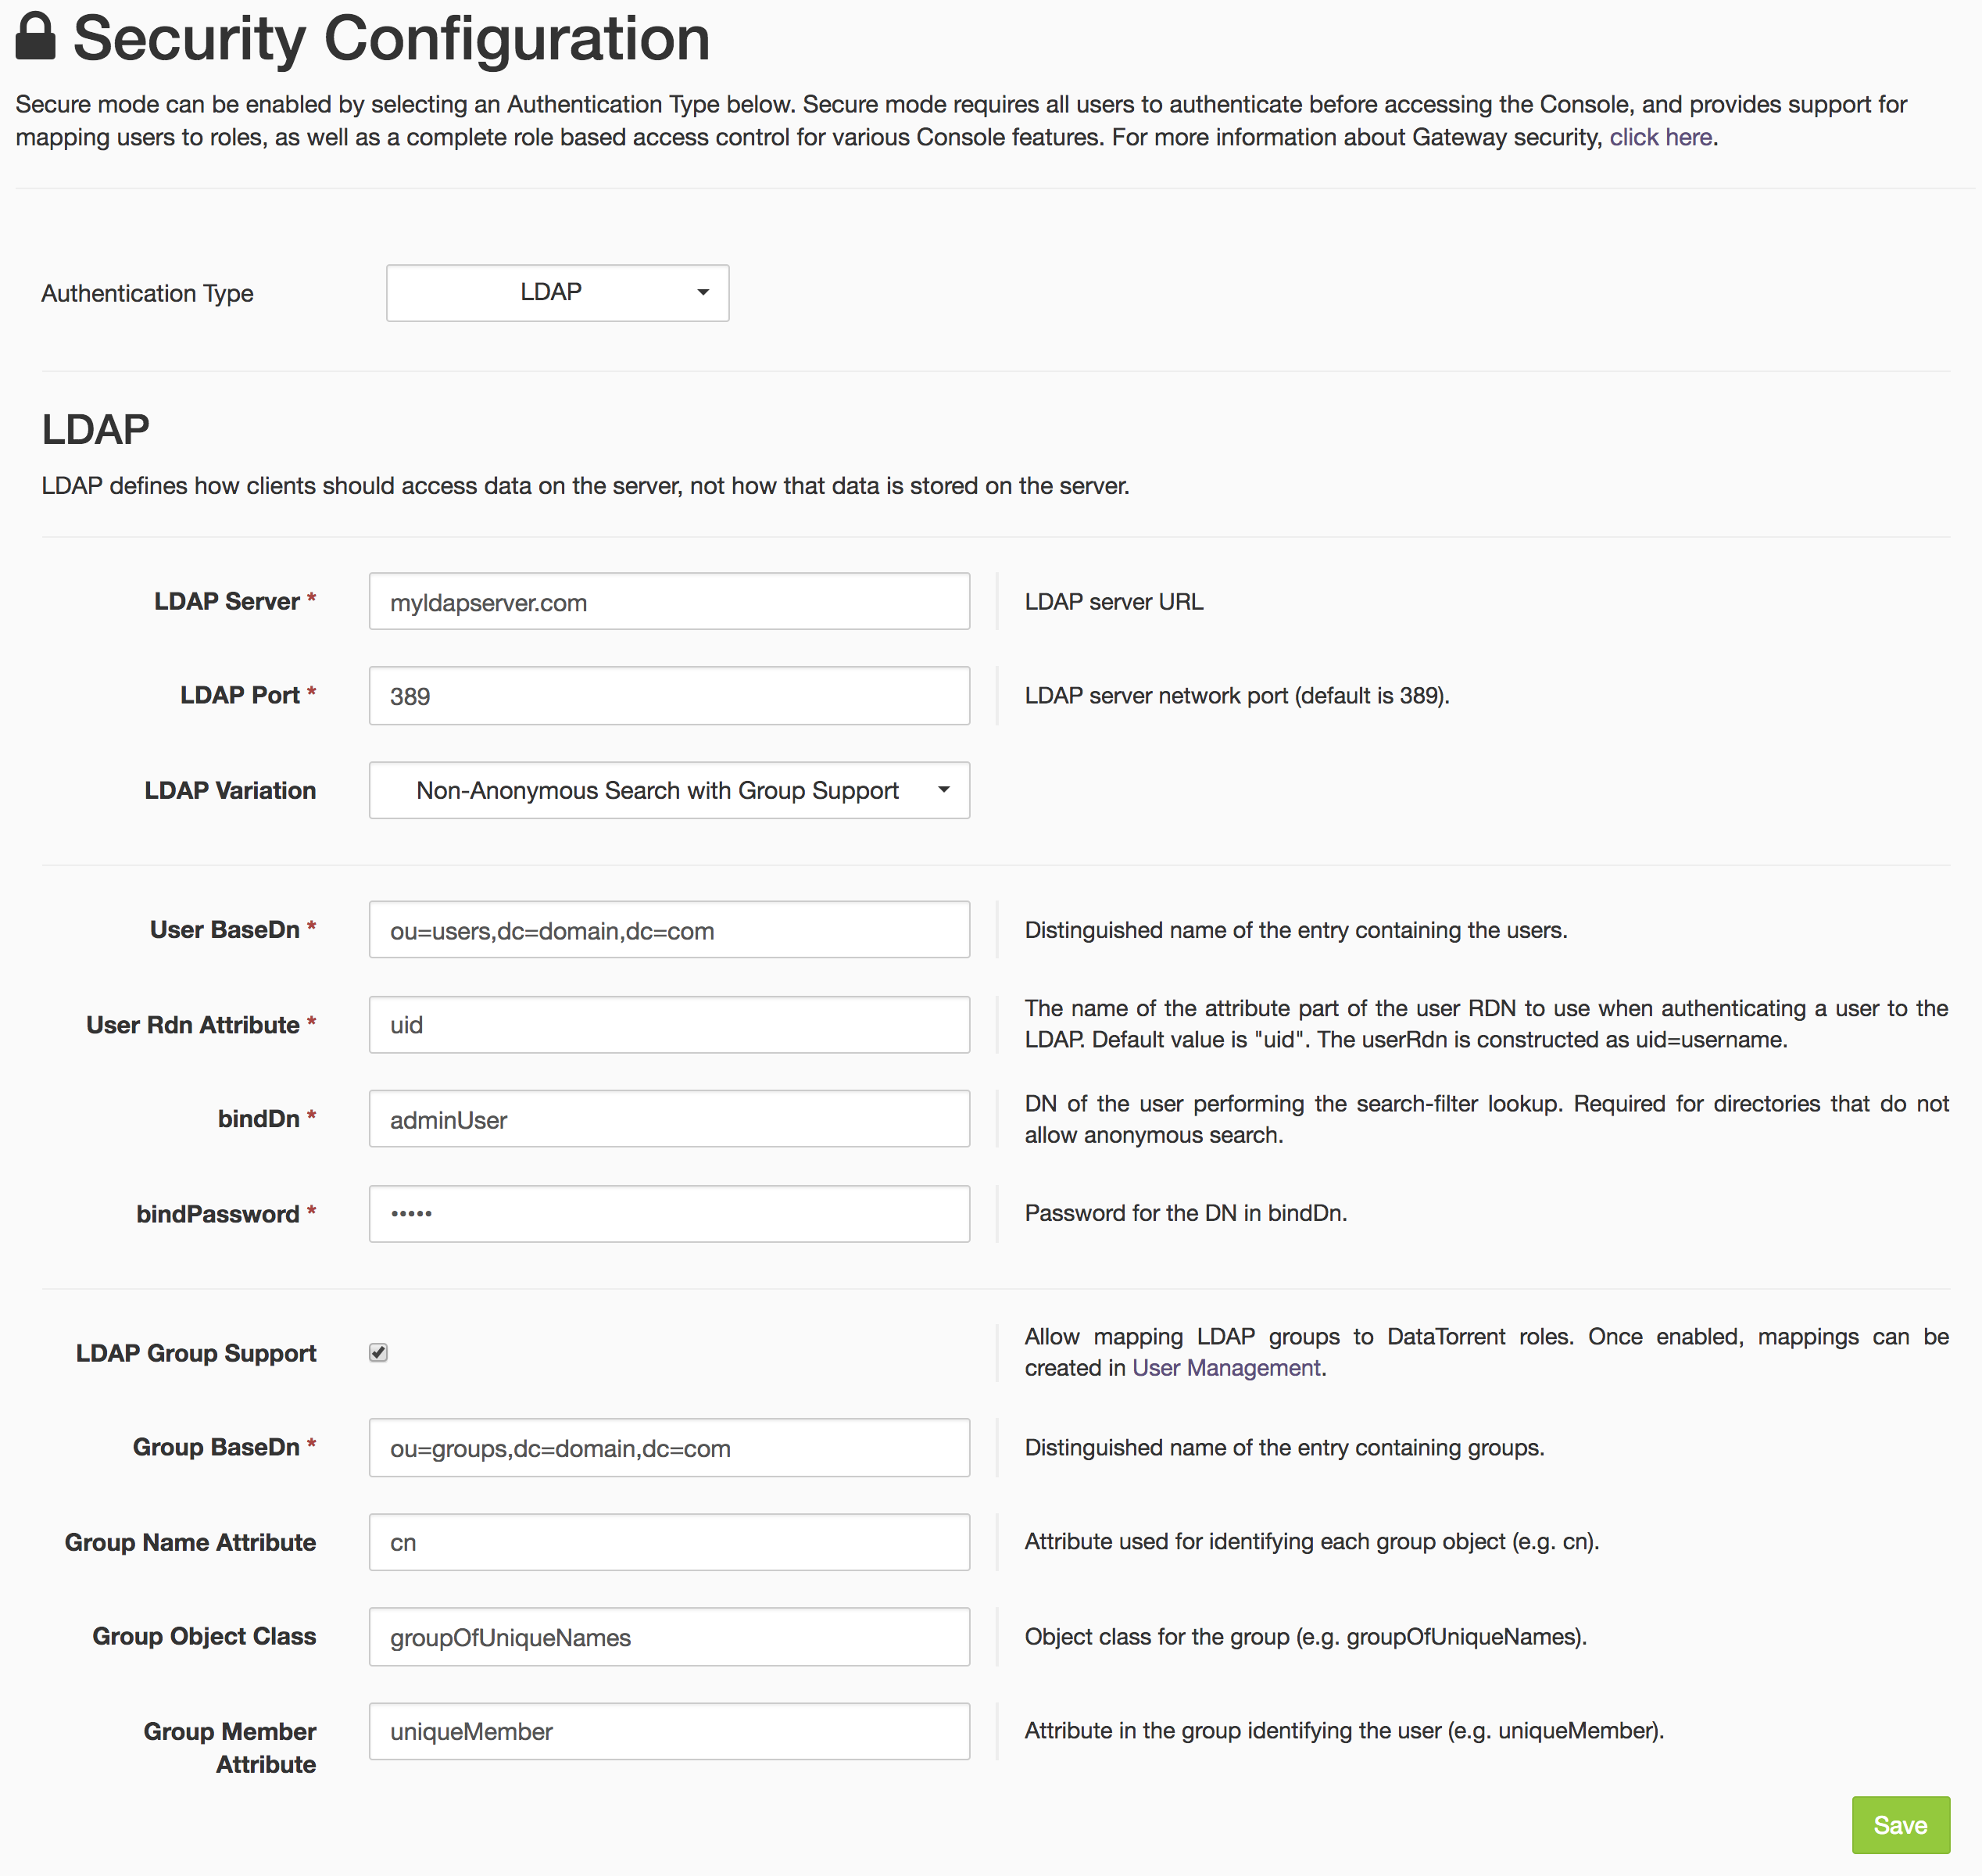 Security Configuration
Secure mode can be enabled by selecting an Authentication Type below. Secure mode requires all users to authenticate before accessing the Console, and provides support for
mapping users to roles, as well as a complete role based access control for various Console features. For more information about Gateway security, click here.
Authentication Type
LDAP
LDAP
LDAP defines how clients should access data on the server, not how that data is stored on the server.
LDAP Server *
myldapserver.com
LDAP server URL
LDAP Port *
389
LDAP server network port (default is 389).
LDAP Variation
Non-Anonymous Search with Group Support
User BaseDn *
ou=users,dc=domain,dc=com
Distinguished name of the entry containing the users.
User Rdn Attribute *
uid
The name of the attribute part of the user RDN to use when authenticating a user to the
LDAP. Default value is "uid". The userRdn is constructed as uid=username.
bindDn *
adminUser
DN of the user performing the search-filter lookup. Required for directories that do not
allow anonymous search.
bindPassword *
•••••
Password for the DN in bindDn.
LDAP Group Support
Allow mapping LDAP groups to DataTorrent roles. Once enabled, mappings can be
created in User Management.
Group BaseDn *
ou=groups,dc=domain,dc=com
Distinguished name of the entry containing groups.
Group Name Attribute
cn
Attribute used for identifying each group object (e.g. cn).
Group Object Class
groupOfUniqueNames
Object class for the group (e.g. groupOfUniqueNames).
Group Member
Attribute
uniqueMember
Attribute in the group identifying the user (e.g. uniqueMember).
Save